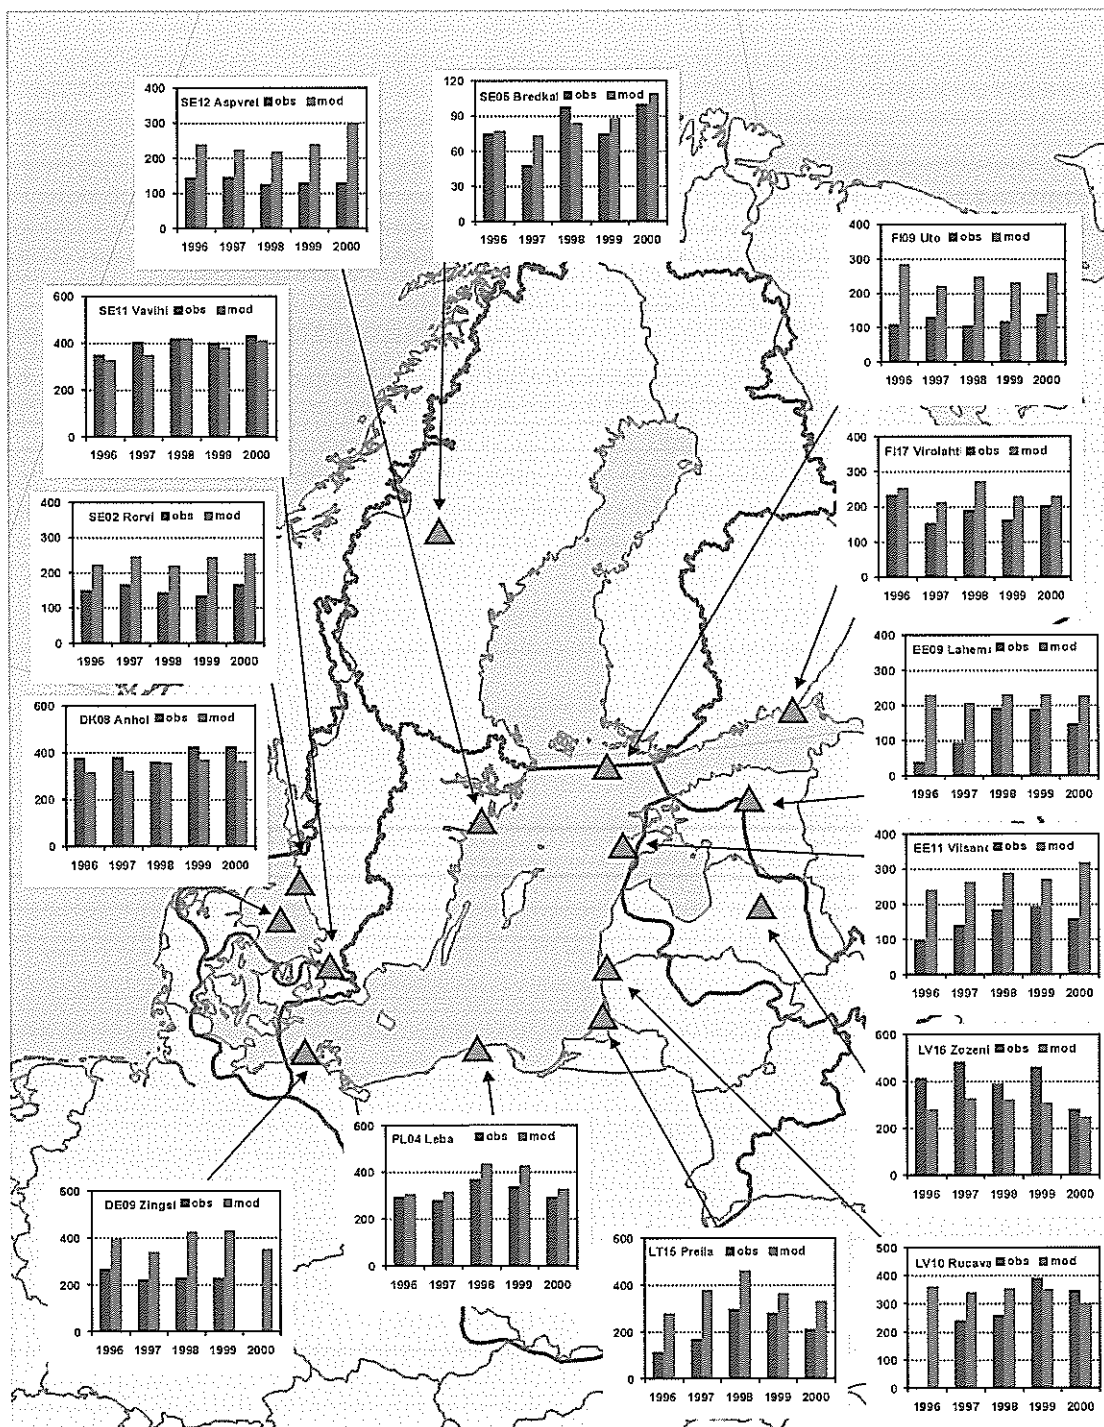 SE12 Aspvret obs mod
400
300
200
100
0
1996 1997 1998 1999 2000
SE05 Bredkal obs mod
120
90
60
30
0
1996 1997 1998 1999 2000
FI09 Uto obs mod
400
300
200
100
0
1996 1997 1998 1999 2000
SE11 Vavihi obs mod
600
400
200
0
1996 1997 1998 1999 2000
FI17 Virolahti obs mod
400
300
200
100
0
1996 1997 1998 1999 2000
SE02 Rorvi obs mod
400
300
200
100
0
1996 1997 1998 1999 2000
EE09 Lahema obs mod
400
300
200
100
0
1996 1997 1998 1999 2000
DK08 Anhol obs mod
600
400
200
0
1996 1997 1998 1999 2000
EE11 Vilsand obs mod
400
300
200
100
0
1996 1997 1998 1999 2000
LV16 Zozeni obs mod
600
400
200
0
1996 1997 1998 1999 2000
PL04 Leba obs mod
600
400
200
0
1996 1997 1998 1999 2000
DE09 Zingst obs mod
600
400
200
0
1996 1997 1998 1999 2000
LT15 Preila obs mod
600
400
200
0
1996 1997 1998 1999 2000
LV10 Rucava obs mod
500
400
300
200
100
0
1996 1997 1998 1999 2000